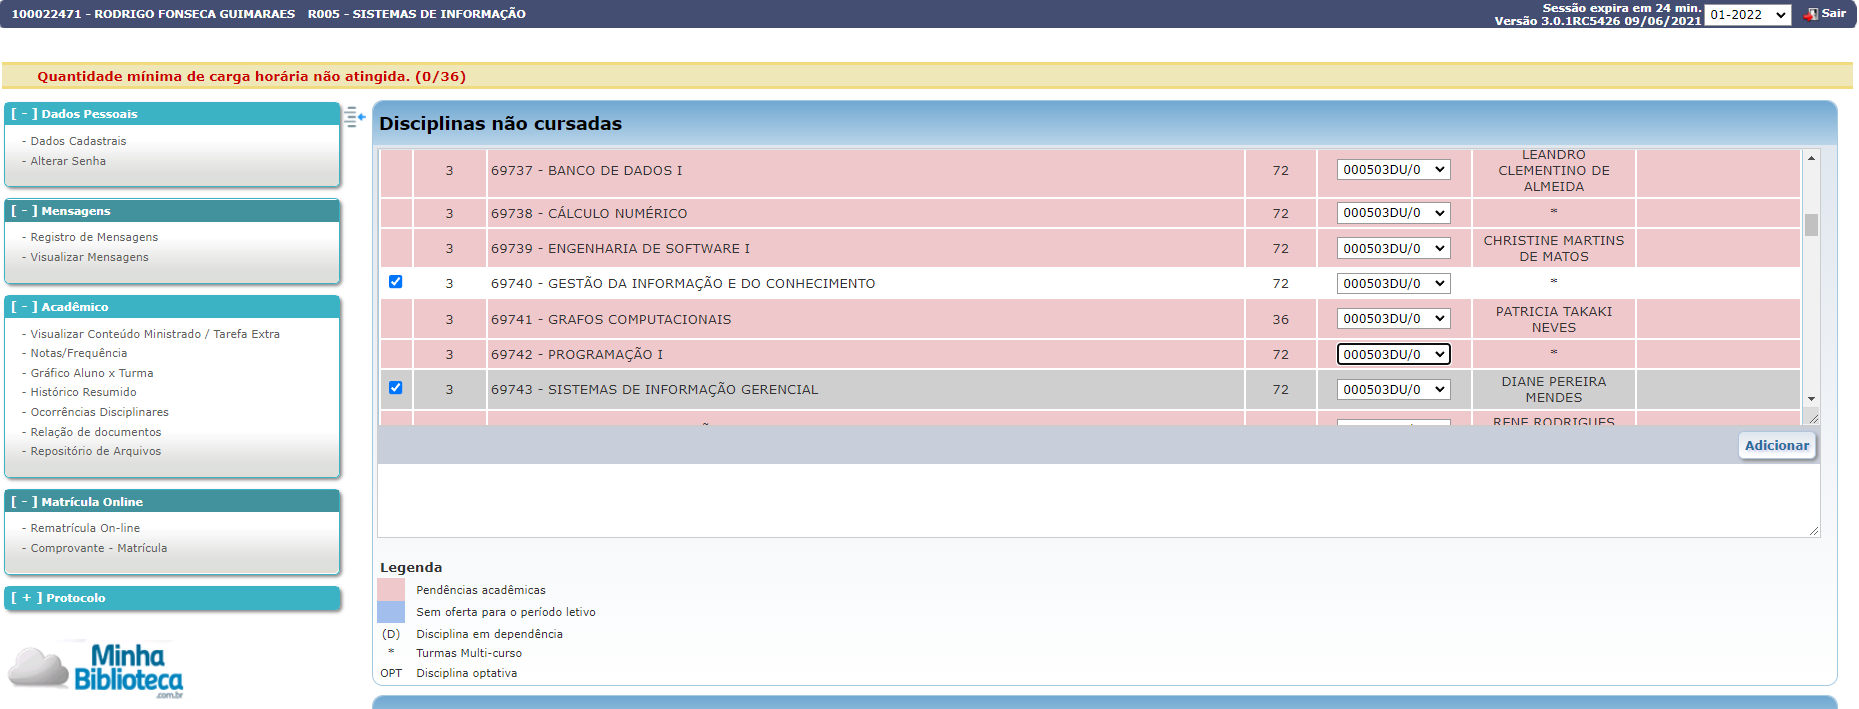 100022471 - RODRIGO FONSECA GUIMARAES R005 - SISTEMAS DE INFORMAÇÃO
Sessão expira em 24 min.
Versão 3.0.1RC5426 09/06/2021
01-2022
Sair
Quantidade mínima de carga horária não atingida. (0/36)
[ - ] Dados Pessoais
- Dados Cadastrais
- Alterar Senha
[ - ] Mensagens
- Registro de Mensagens
- Visualizar Mensagens
[ - ] Acadêmico
- Visualizar Conteúdo Ministrado / Tarefa Extra
- Notas/Frequência
- Gráfico Aluno x Turma
- Histórico Resumido
- Ocorrências Disciplinares
- Relação de documentos
- Repositório de Arquivos
[ - ] Matrícula Online
- Rematrícula On-line
- Comprovante - Matrícula
[ + ] Protocolo
Minha
Biblioteca
.com.br
Disciplinas não cursadas
3 69737 - BANCO DE DADOS I 72 000503DU/0 LEANDRO
CLEMENTINO DE
ALMEIDA
3 69738 - CÁLCULO NUMÉRICO 72 000503DU/0 *
3 69739 - ENGENHARIA DE SOFTWARE I 72 000503DU/0 CHRISTINE MARTINS
DE MATOS
3 69740 - GESTÃO DA INFORMAÇÃO E DO CONHECIMENTO 72 000503DU/0 *
3 69741 - GRAFOS COMPUTACIONAIS 36 000503DU/0 PATRICIA TAKAKI
NEVES
3 69742 - PROGRAMAÇÃO I 72 000503DU/0 *
3 69743 - SISTEMAS DE INFORMAÇÃO GERENCIAL 72 000503DU/0 DIANE PEREIRA
MENDES
RENE RODRIGUES
Adicionar
Legenda
Pendências acadêmicas
Sem oferta para o período letivo
(D) Disciplina em dependência
* Turmas Multi-curso
OPT Disciplina optativa